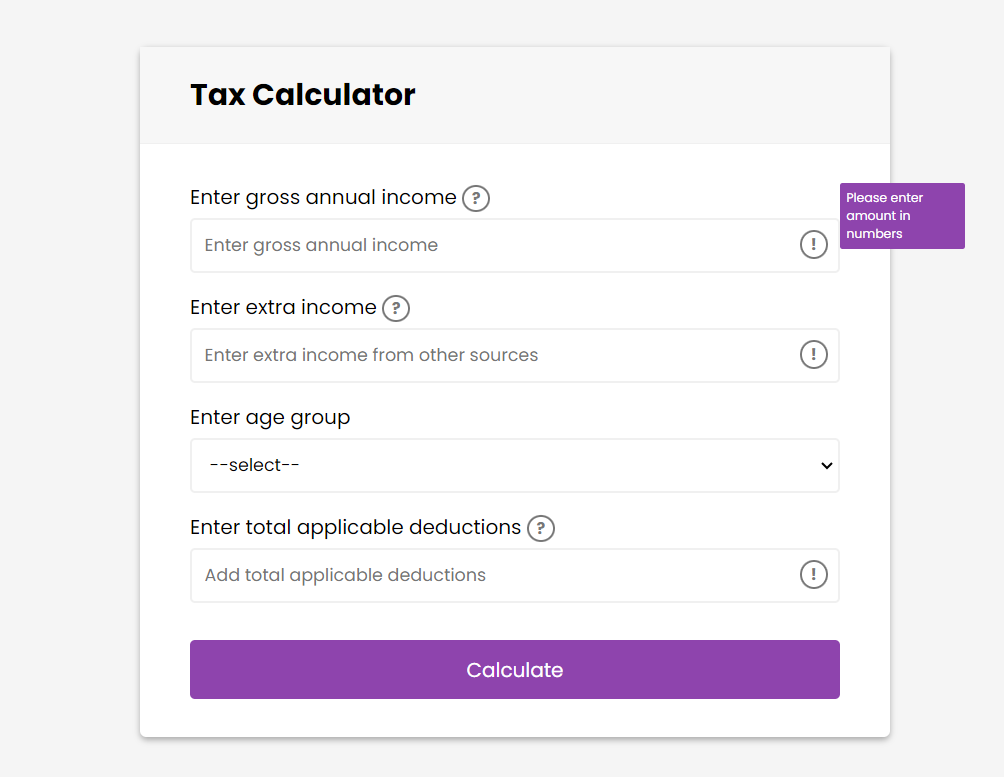 Tax Calculator
Enter gross annual income ?
Please enter
amount in
numbers
Enter gross annual income !
Enter extra income ?
Enter extra income from other sources !
Enter age group
--select--
Enter total applicable deductions ?
Add total applicable deductions !
Calculate